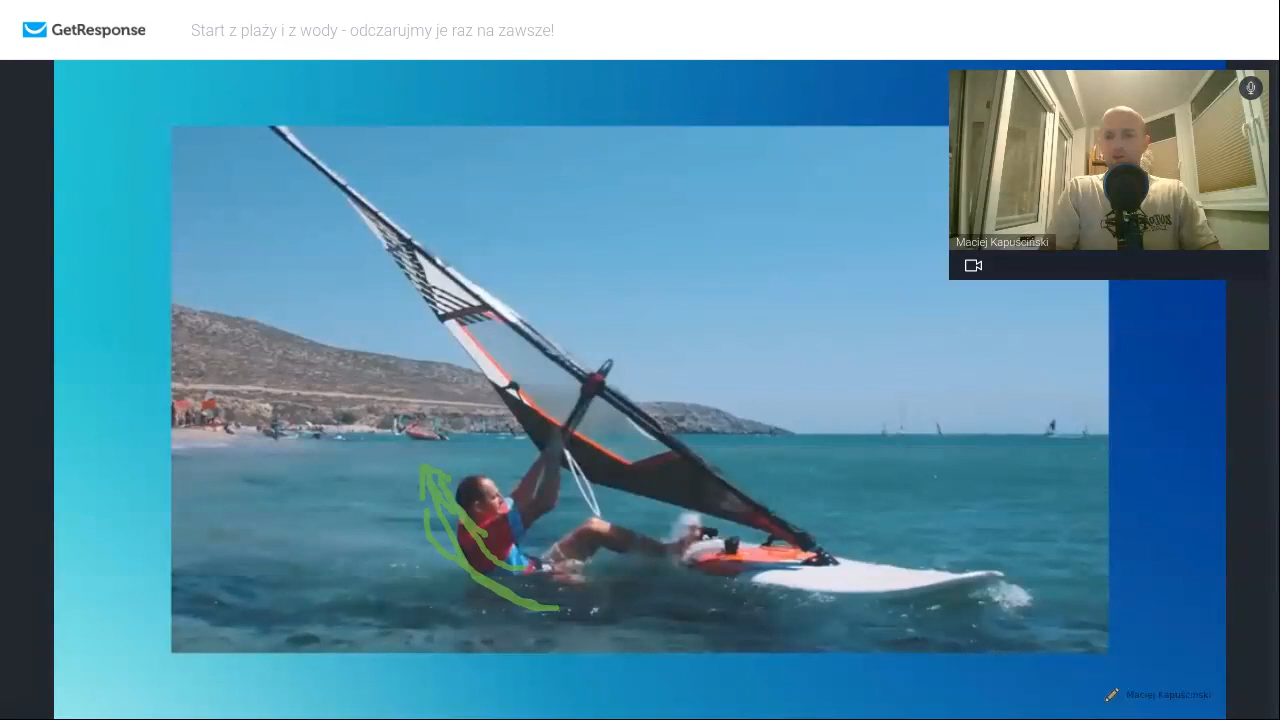 GetResponse
Start z plaży i z wody - odczarujmy je raz na zawsze!
Maciej Kapuściński
Maciej Kapuściński